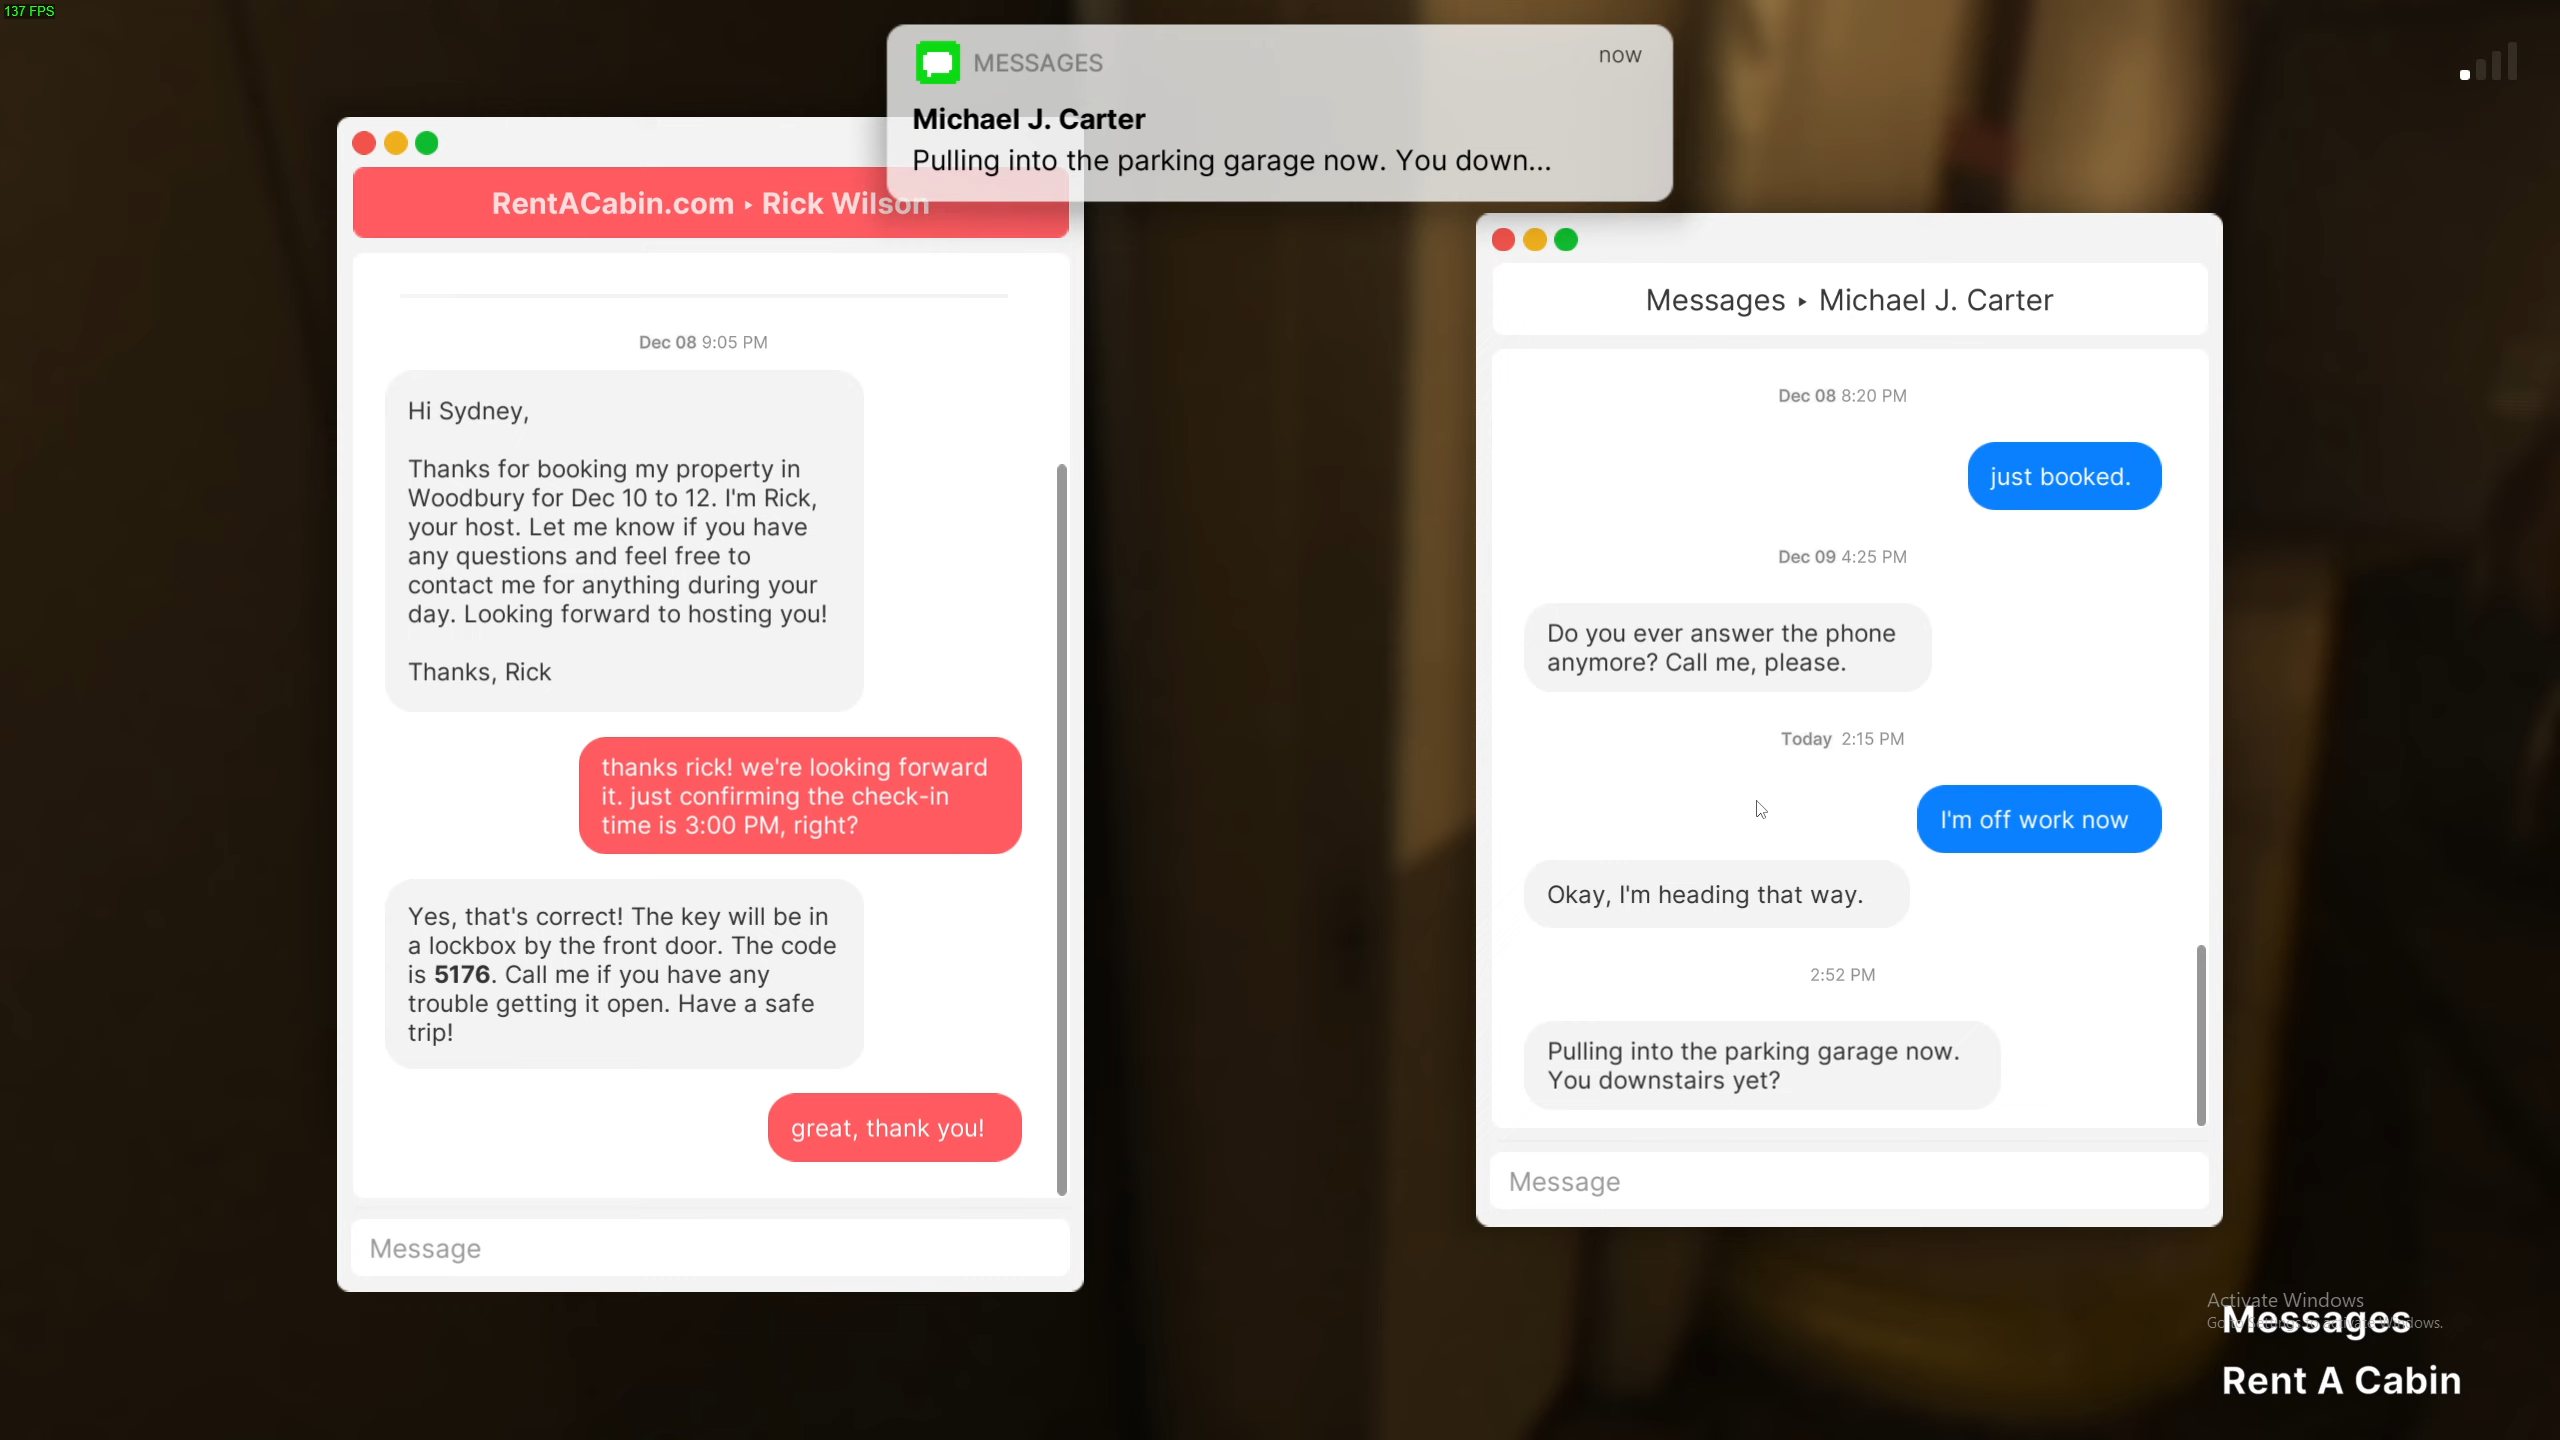 137 FPS
MESSAGES
now
Michael J. Carter
Pulling into the parking garage now. You down...
RentACabin.com ▸ Rick Wilson
Dec 08 9:05 PM
Hi Sydney,
Thanks for booking my property in
Woodbury for Dec 10 to 12. I'm Rick,
your host. Let me know if you have
any questions and feel free to
contact me for anything during your
day. Looking forward to hosting you!
Thanks, Rick
thanks rick! we're looking forward
it. just confirming the check-in
time is 3:00 PM, right?
Yes, that's correct! The key will be in
a lockbox by the front door. The code
is 5176. Call me if you have any
trouble getting it open. Have a safe
trip!
great, thank you!
Message
Messages ▸ Michael J. Carter
Dec 08 8:20 PM
just booked.
Dec 09 4:25 PM
Do you ever answer the phone
anymore? Call me, please.
Today 2:15 PM
I'm off work now
Okay, I'm heading that way.
2:52 PM
Pulling into the parking garage now.
You downstairs yet?
Message
Activate Windows
Messages
Rent A Cabin